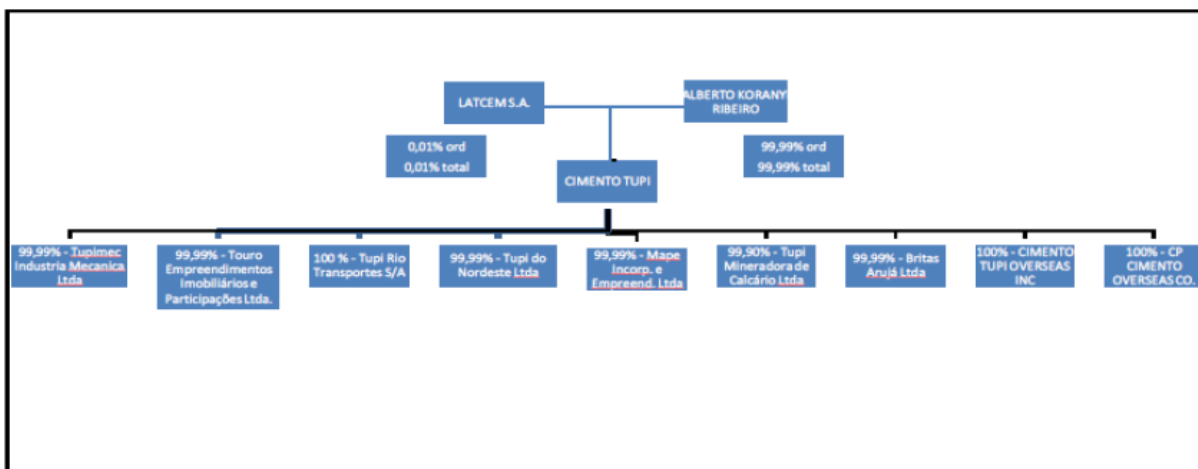 LATCEM S.A.
ALBERTO KORANY
RIBEIRO
0,01% ord
0,01% total
99,99% ord
99,99% total
CIMENTO TUPI
99,99% - Tupimec
Industria Mecanica
Ltda
99,99% - Touro
Empreendimentos
Imobiliários e
Participações Ltda.
100 % - Tupi Rio
Transportes S/A
99,99% - Tupi do
Nordeste Ltda
99,99% - Mape
Incorp. e
Empreend. Ltda
99,90% - Tupi
Mineradora de
Calcário Ltda
99,99% - Britas
Arujá Ltda
100% - CIMENTO
TUPI OVERSEAS
INC
100% - CP
CIMENTO
OVERSEAS CO.